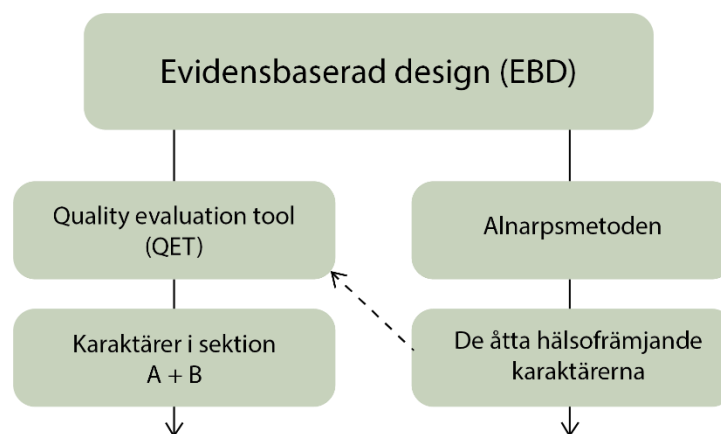 Evidensbaserad design (EBD)
Quality evaluation tool
(QET)
Alnarpsmetoden
Karaktärer i sektion
A + B
De åtta hälsofrämjande
karaktärerna